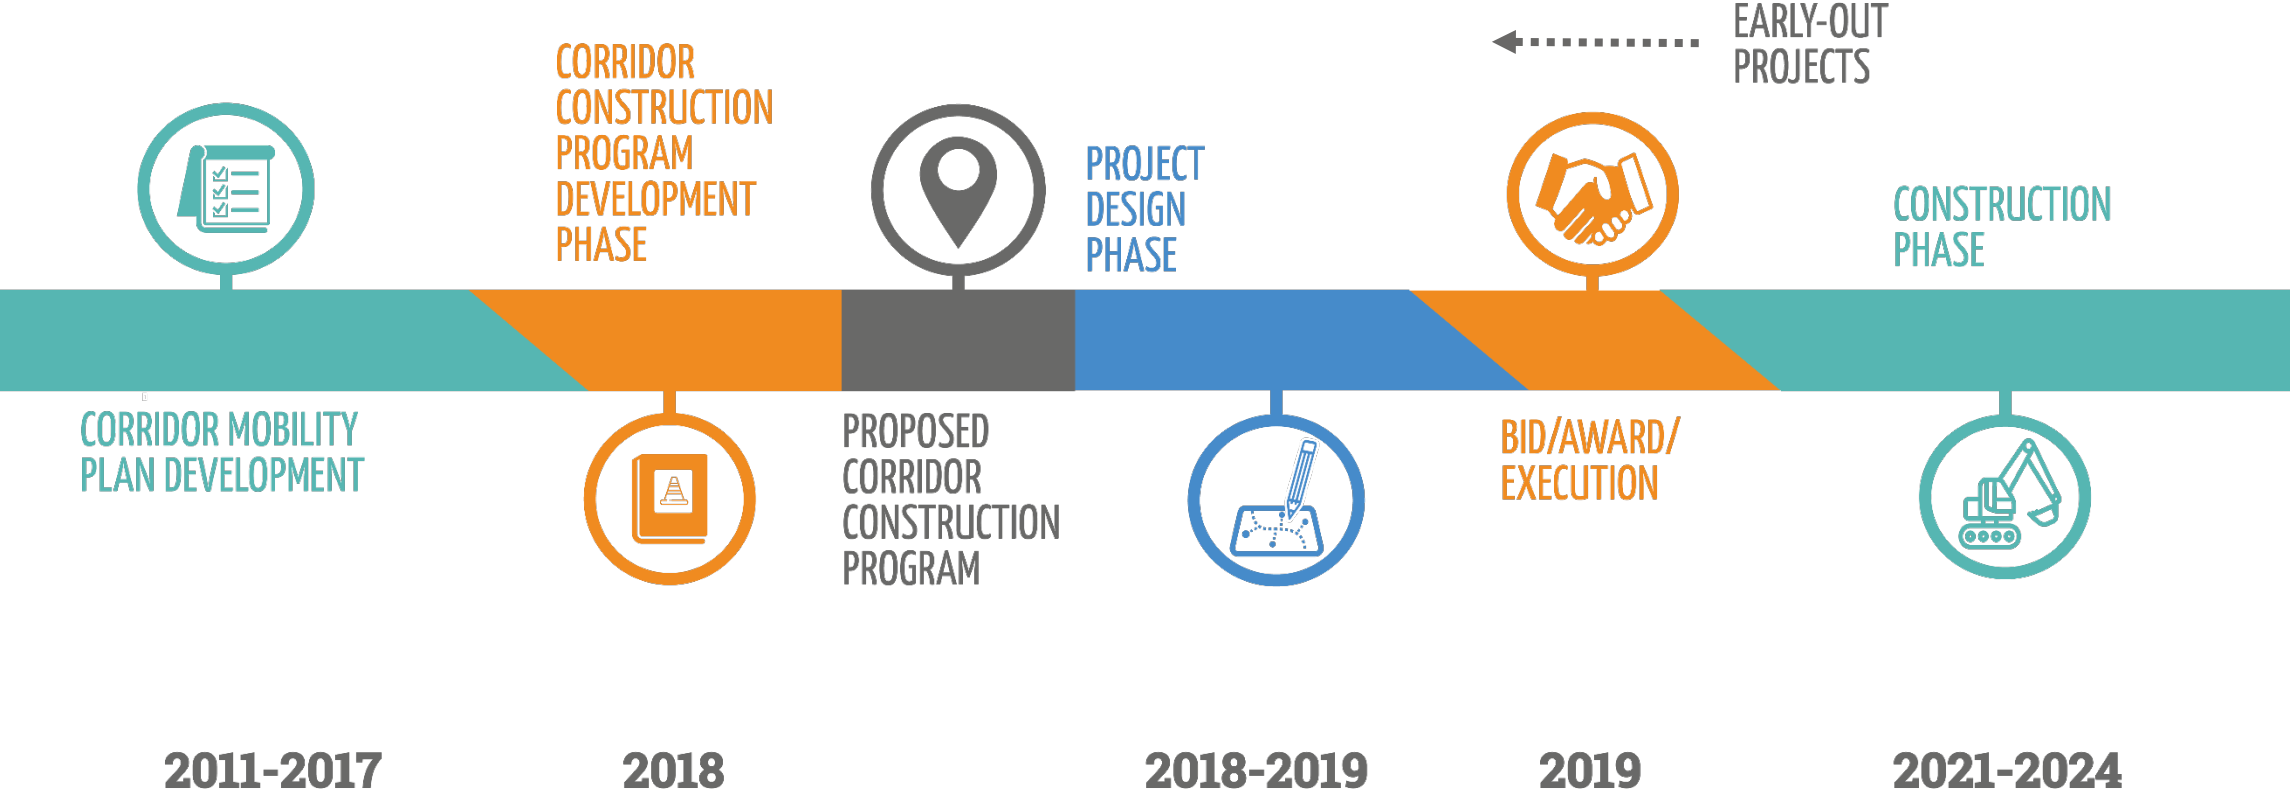 EARLY-OUT
PROJECTS
CORRIDOR
CONSTRUCTION
PROGRAM
DEVELOPMENT
PHASE
PROJECT
DESIGN
PHASE
CONSTRUCTION
PHASE
CORRIDOR MOBILITY
PLAN DEVELOPMENT
PROPOSED
CORRIDOR
CONSTRUCTION
PROGRAM
BID/AWARD/
EXECUTION
2011-2017
2018
2018-2019
2019
2021-2024